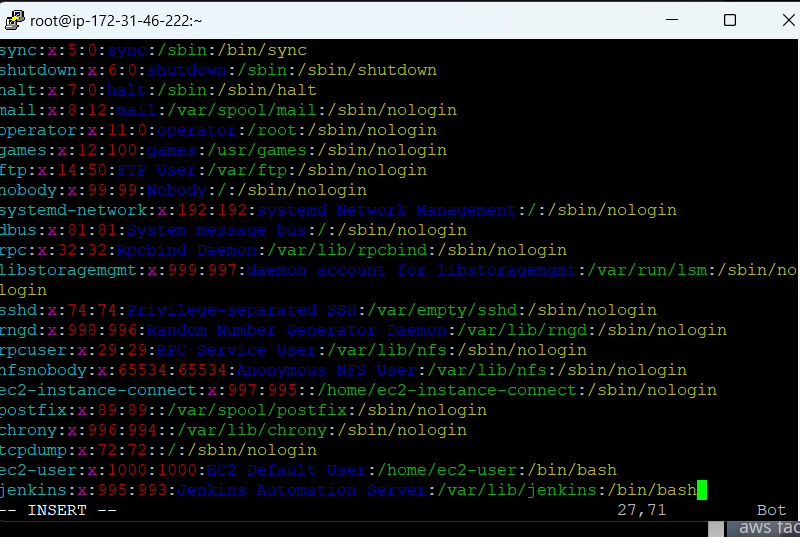 root@ip-172-31-46-222:~
sync:x:5:0:sync:/sbin:/bin/sync
shutdown:x:6:0:shutdown:/sbin:/sbin/shutdown
halt:x:7:0:halt:/sbin:/sbin/halt
mail:x:8:12:mail:/var/spool/mail:/sbin/nologin
operator:x:11:0:operator:/root:/sbin/nologin
games:x:12:100:games:/usr/games:/sbin/nologin
ftp:x:14:50:FTP User:/var/ftp:/sbin/nologin
nobody:x:99:99:Nobody:/:/sbin/nologin
systemd-network:x:192:192:systemd Network Management:/:/sbin/nologin
dbus:x:81:81:System message bus:/:/sbin/nologin
rpc:x:32:32:Rpcbind Daemon:/var/lib/rpcbind:/sbin/nologin
libstoragemgmt:x:999:997:daemon account for libstoragemgmt:/var/run/lsm:/sbin/no
login
sshd:x:74:74:Privilege-separated SSH:/var/empty/sshd:/sbin/nologin
rngd:x:998:996:Random Number Generator Daemon:/var/lib/rngd:/sbin/nologin
rpcuser:x:29:29:RPC Service User:/var/lib/nfs:/sbin/nologin
nfsnobody:x:65534:65534:Anonymous NFS User:/var/lib/nfs:/sbin/nologin
ec2-instance-connect:x:997:995::/home/ec2-instance-connect:/sbin/nologin
postfix:x:89:89::/var/spool/postfix:/sbin/nologin
chrony:x:996:994::/var/lib/chrony:/sbin/nologin
tcpdump:x:72:72::/:/sbin/nologin
ec2-user:x:1000:1000:EC2 Default User:/home/ec2-user:/bin/bash
jenkins:x:995:993:Jenkins Automation Server:/var/lib/jenkins:/bin/bash
-- INSERT -- 27,71 Bot
aws fac